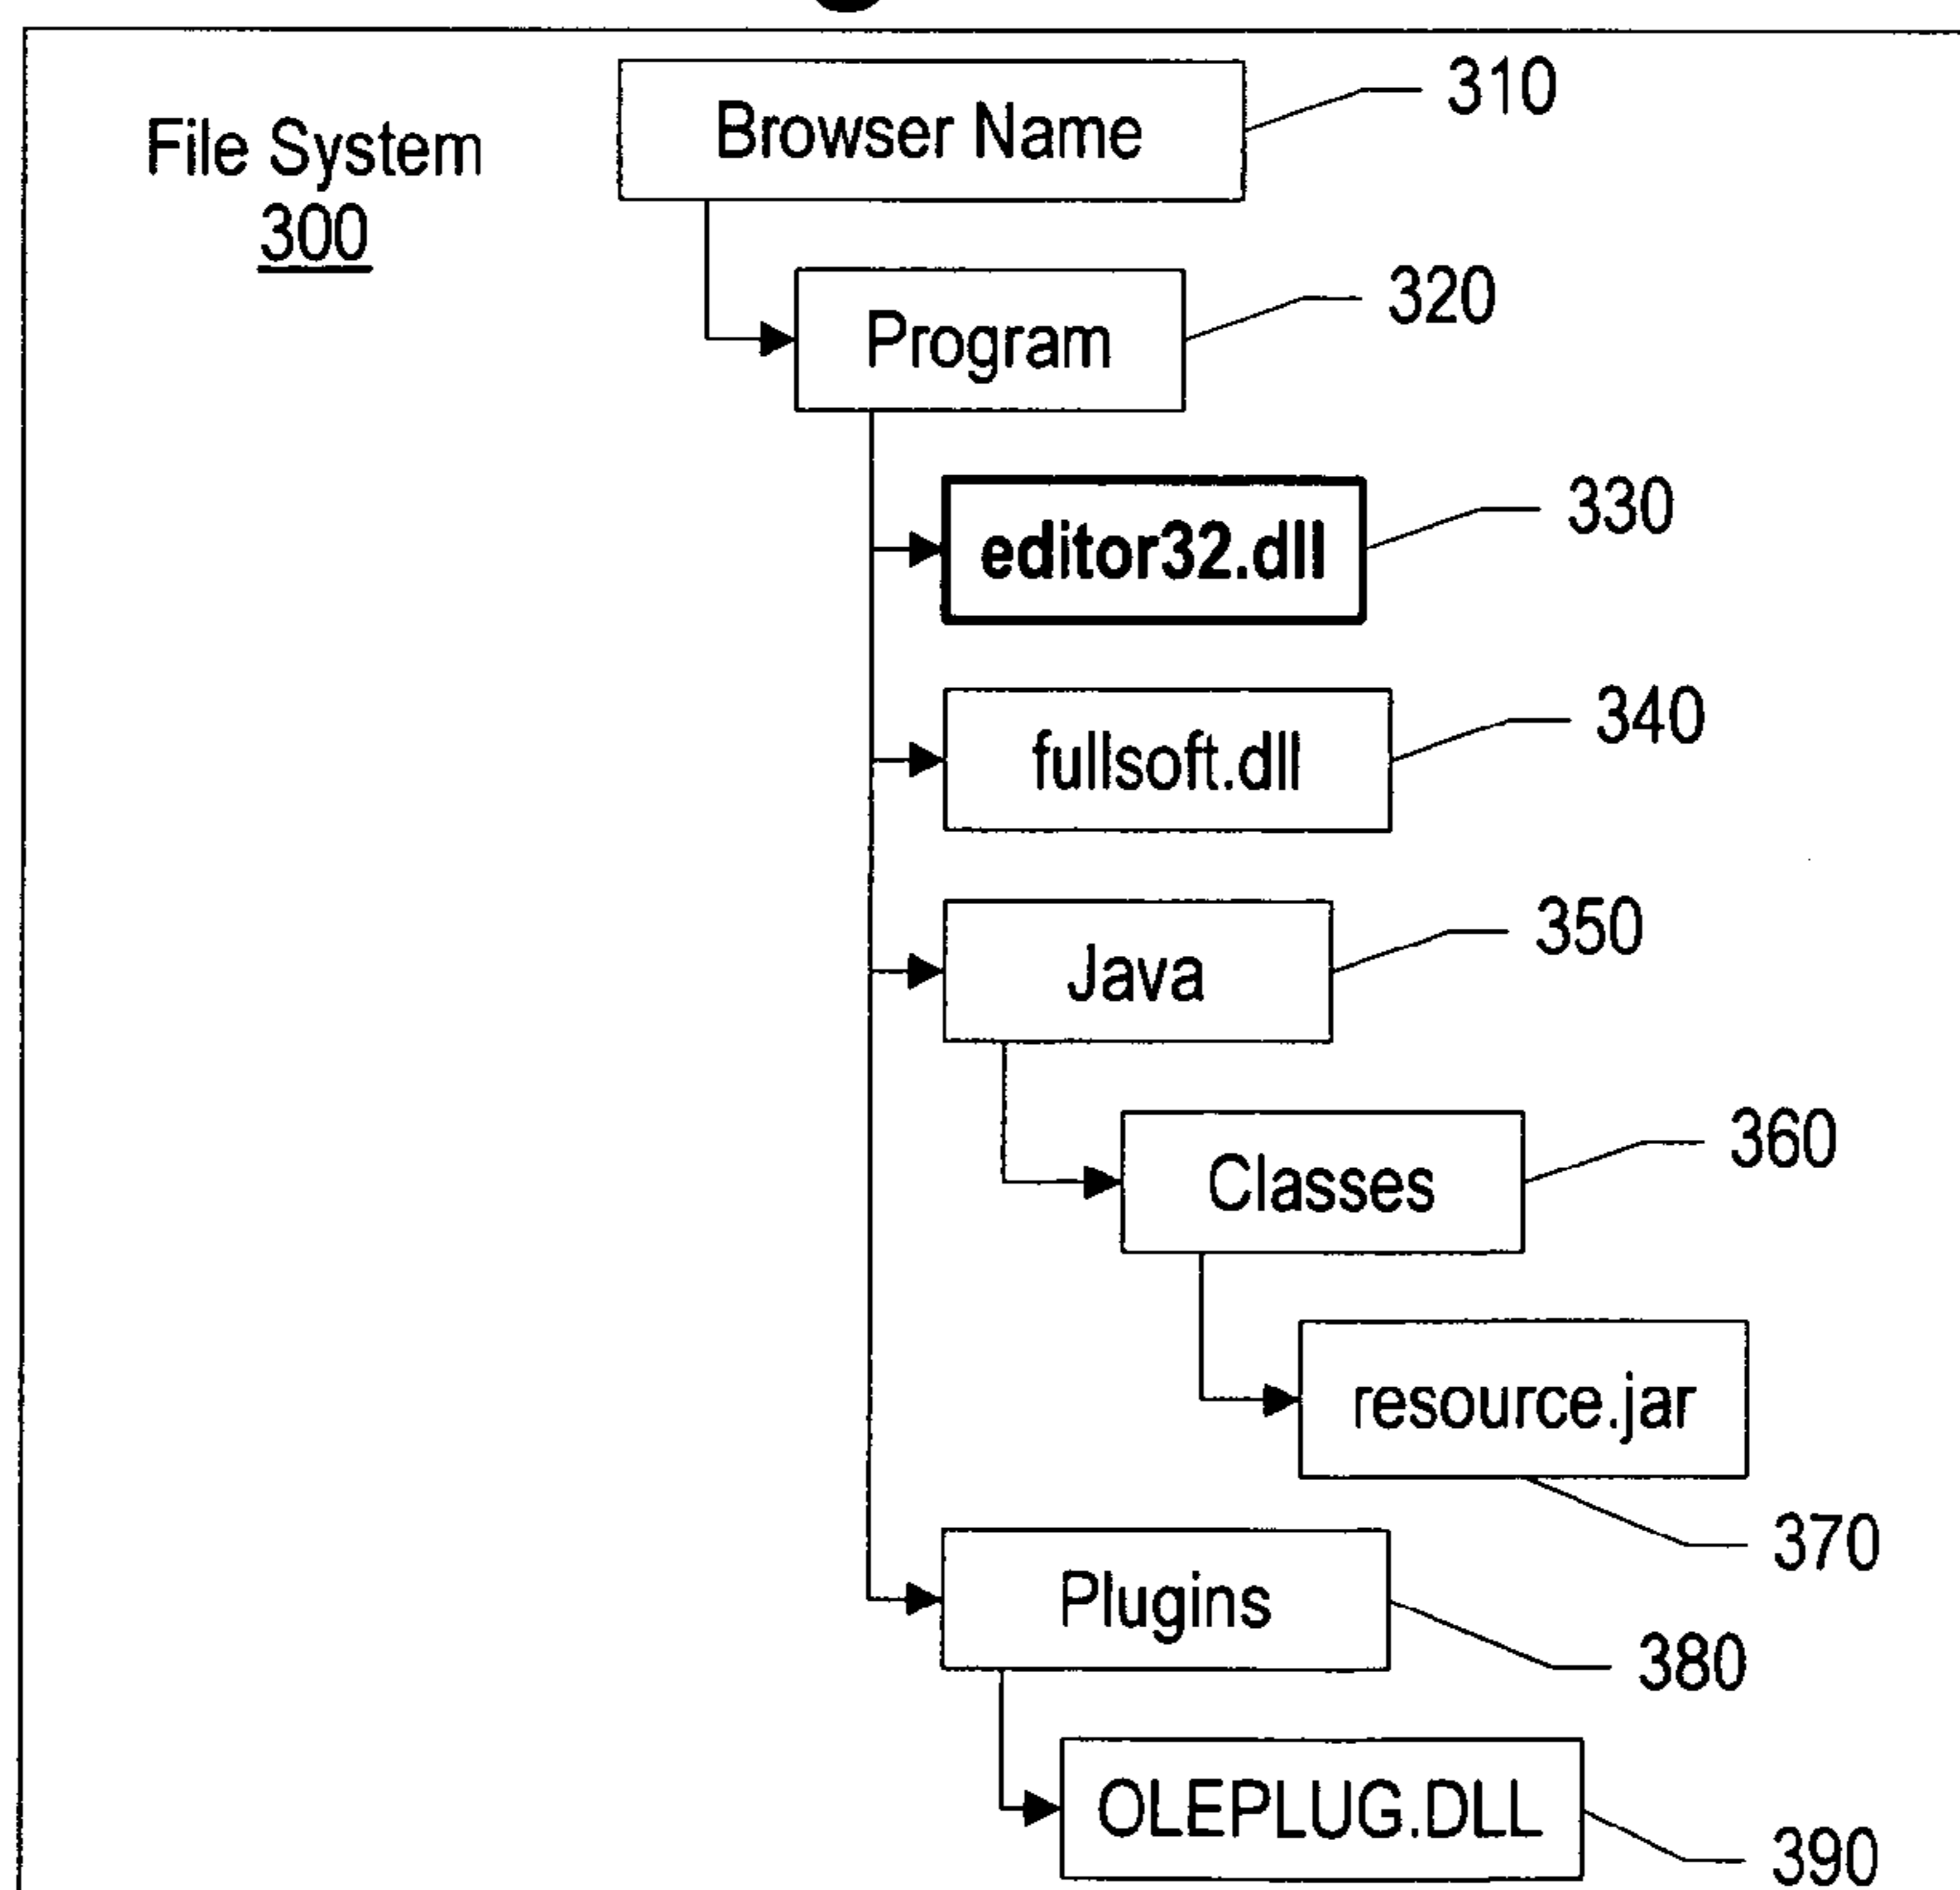 File System
300
Browser Name
310
Program
320
editor32.dll
330
fullsoft.dll
340
Java
350
Classes
360
resource.jar
370
Plugins
380
OLEPLUG.DLL
390